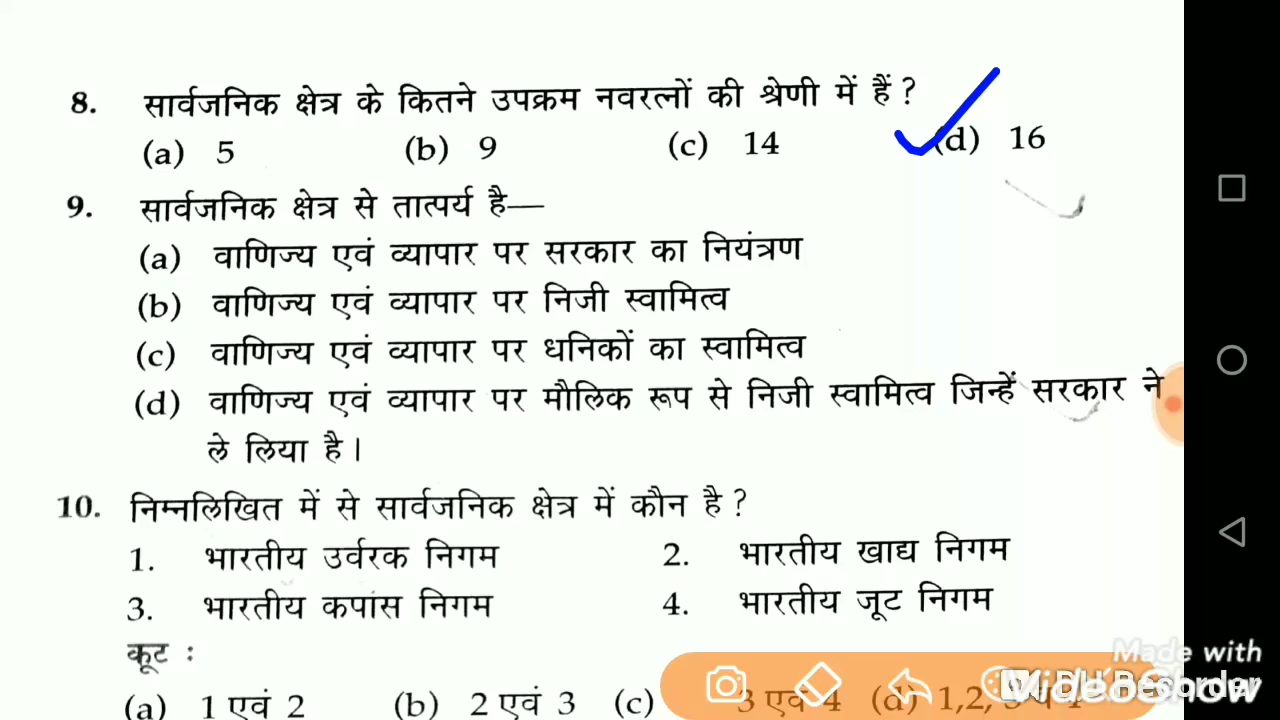 8. सार्वजनिक क्षेत्र के कितने उपक्रम नवरत्नों की श्रेणी में हैं ?
(a) 5 (b) 9 (c) 14 (d) 16
9. सार्वजनिक क्षेत्र से तात्पर्य है—
(a) वाणिज्य एवं व्यापार पर सरकार का नियंत्रण
(b) वाणिज्य एवं व्यापार पर निजी स्वामित्व
(c) वाणिज्य एवं व्यापार पर धनिकों का स्वामित्व
(d) वाणिज्य एवं व्यापार पर मौलिक रूप से निजी स्वामित्व जिन्हें सरकार ने
ले लिया है।
10. निम्नलिखित में से सार्वजनिक क्षेत्र में कौन है ?
1. भारतीय उर्वरक निगम 2. भारतीय खाद्य निगम
3. भारतीय कपांस निगम 4. भारतीय जूट निगम
कूट :
Made with
(a) 1 एवं 2 (b) 2 एवं 3 (c) 3 एवं 4 (d) 1,2,